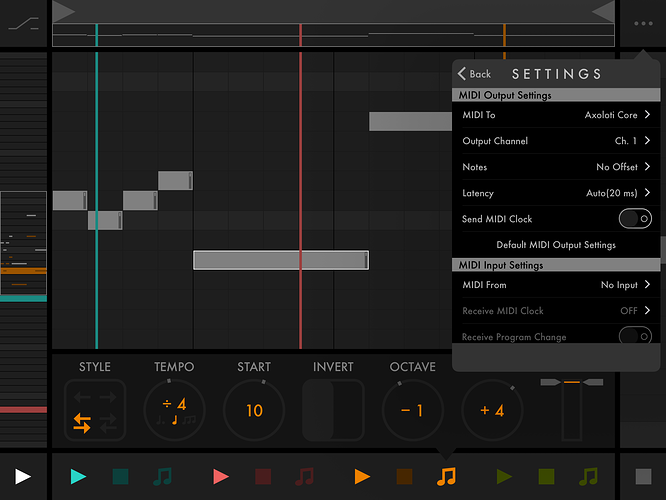 Back SETTINGS
MIDI Output Settings
MIDI To Axoloti Core
Output Channel Ch. 1
Notes No Offset
Latency Auto(20 ms)
Send MIDI Clock
Default MIDI Output Settings
MIDI Input Settings
MIDI From No Input
Receive MIDI Clock OFF
Receive Program Change
STYLE TEMPO START INVERT OCTAVE
÷ 4 10 − 1 + 4